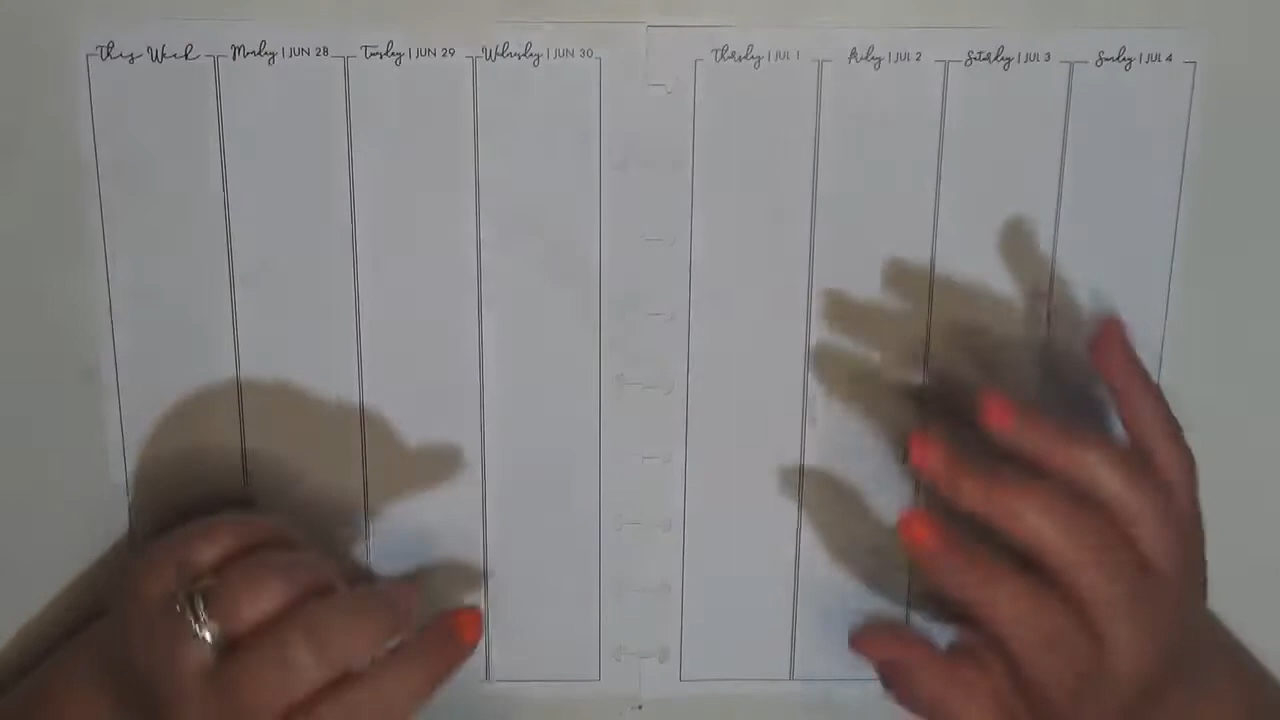 This Week
Monday | JUN 28
Tuesday | JUN 29
Wednesday | JUN 30
Thursday | JUL 1
Friday | JUL 2
Saturday | JUL 3
Sunday | JUL 4